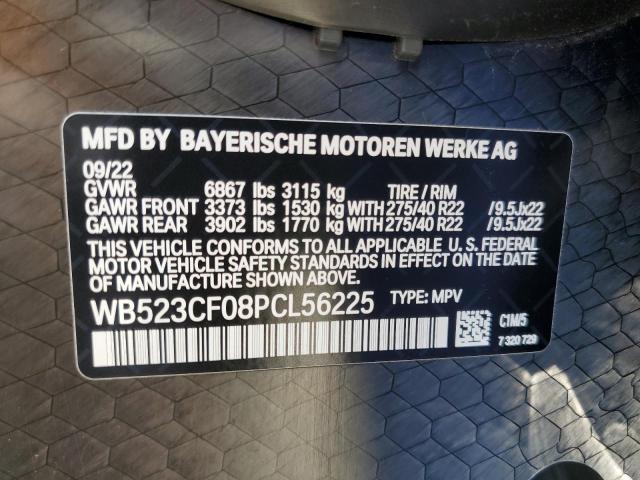 MFD BY BAYERISCHE MOTOREN WERKE AG
09/22
GVWR 6867 lbs 3115 kg TIRE / RIM
GAWR FRONT 3373 lbs 1530 kg WITH 275/40 R22 /9.5Jx22
GAWR REAR 3902 lbs 1770 kg WITH 275/40 R22 /9.5Jx22
THIS VEHICLE CONFORMS TO ALL APPLICABLE U. S. FEDERAL
MOTOR VEHICLE SAFETY STANDARDS IN EFFECT ON THE DATE
OF MANUFACTURE SHOWN ABOVE.
WB523CF08PCL56225 TYPE: MPV
C1M/5
7 320 729